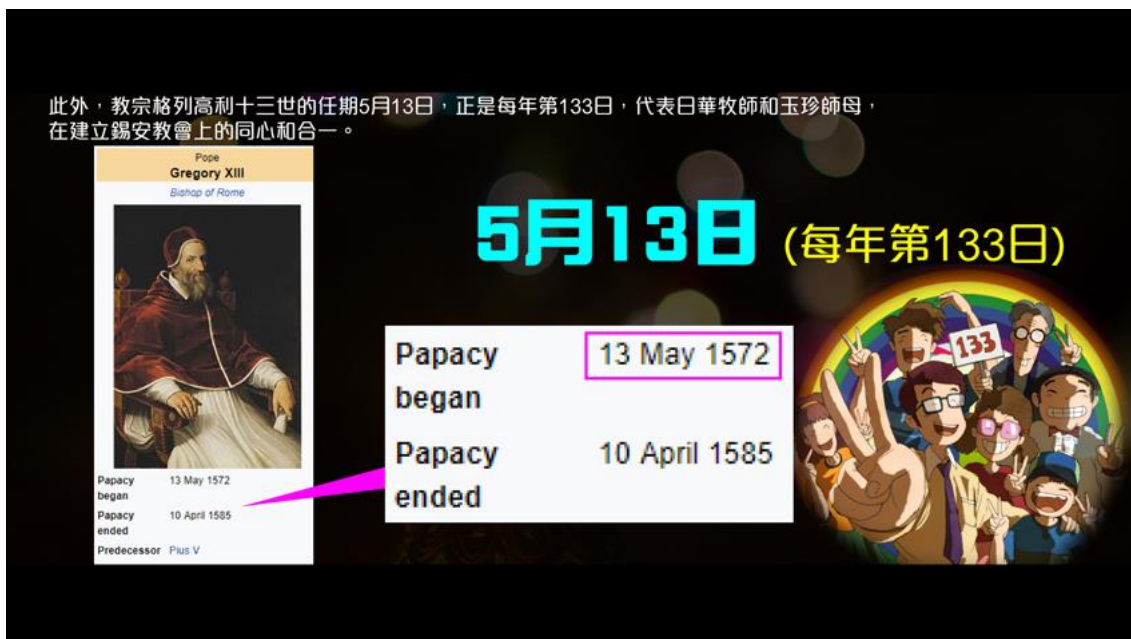 此外，教宗格列高利十三世的任期5月13日，正是每年第133日，代表日華牧師和玉珍師母，
在建立錫安教會上的同心和合一。
Pope
Gregory XIII
Bishop of Rome
Papacy began 13 May 1572
Papacy ended 10 April 1585
Predecessor Pius V
5月13日 (每年第133日)
Papacy began 13 May 1572
Papacy ended 10 April 1585
133